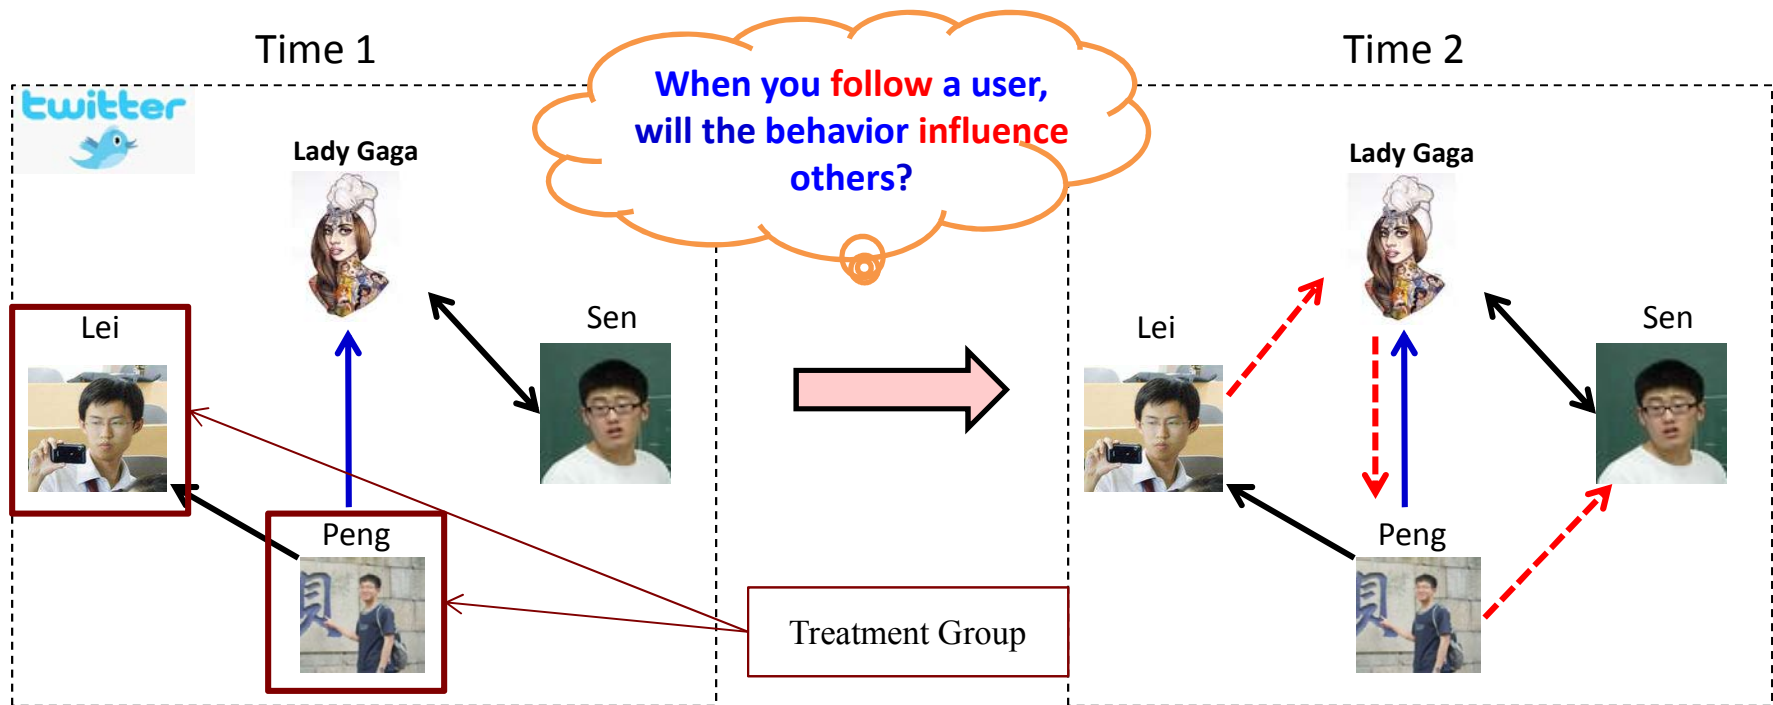 Time 1
twitter
Lady Gaga
Lei
Sen
Peng
When you follow a user,
will the behavior influence
others?
Treatment Group
Time 2
Lady Gaga
Lei
Sen
Peng